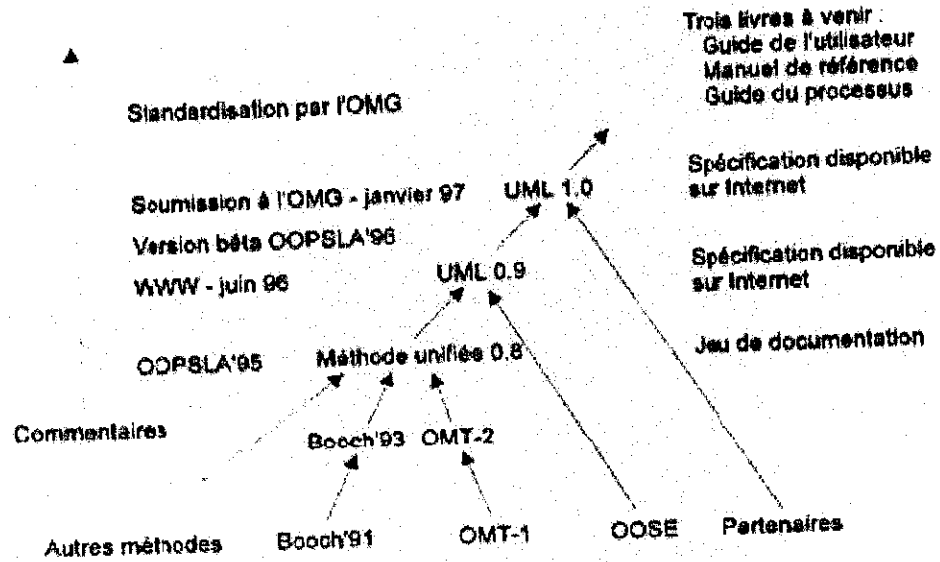 Trois livres à venir :
Guide de l'utilisateur
Manuel de référence
Guide du processus
Standardisation par l'OMG
Soumission à l'OMG - janvier 97
UML 1.0
Spécification disponible
sur Internet
Version bêta OOPSLA'96
WWW - juin 96
UML 0.9
Spécification disponible
sur Internet
OOPSLA'95
Méthode unifiée 0.8
Jeu de documentation
Commentaires
Booch'93
OMT-2
Autres méthodes
Booch'91
OMT-1
OOSE
Partenaires